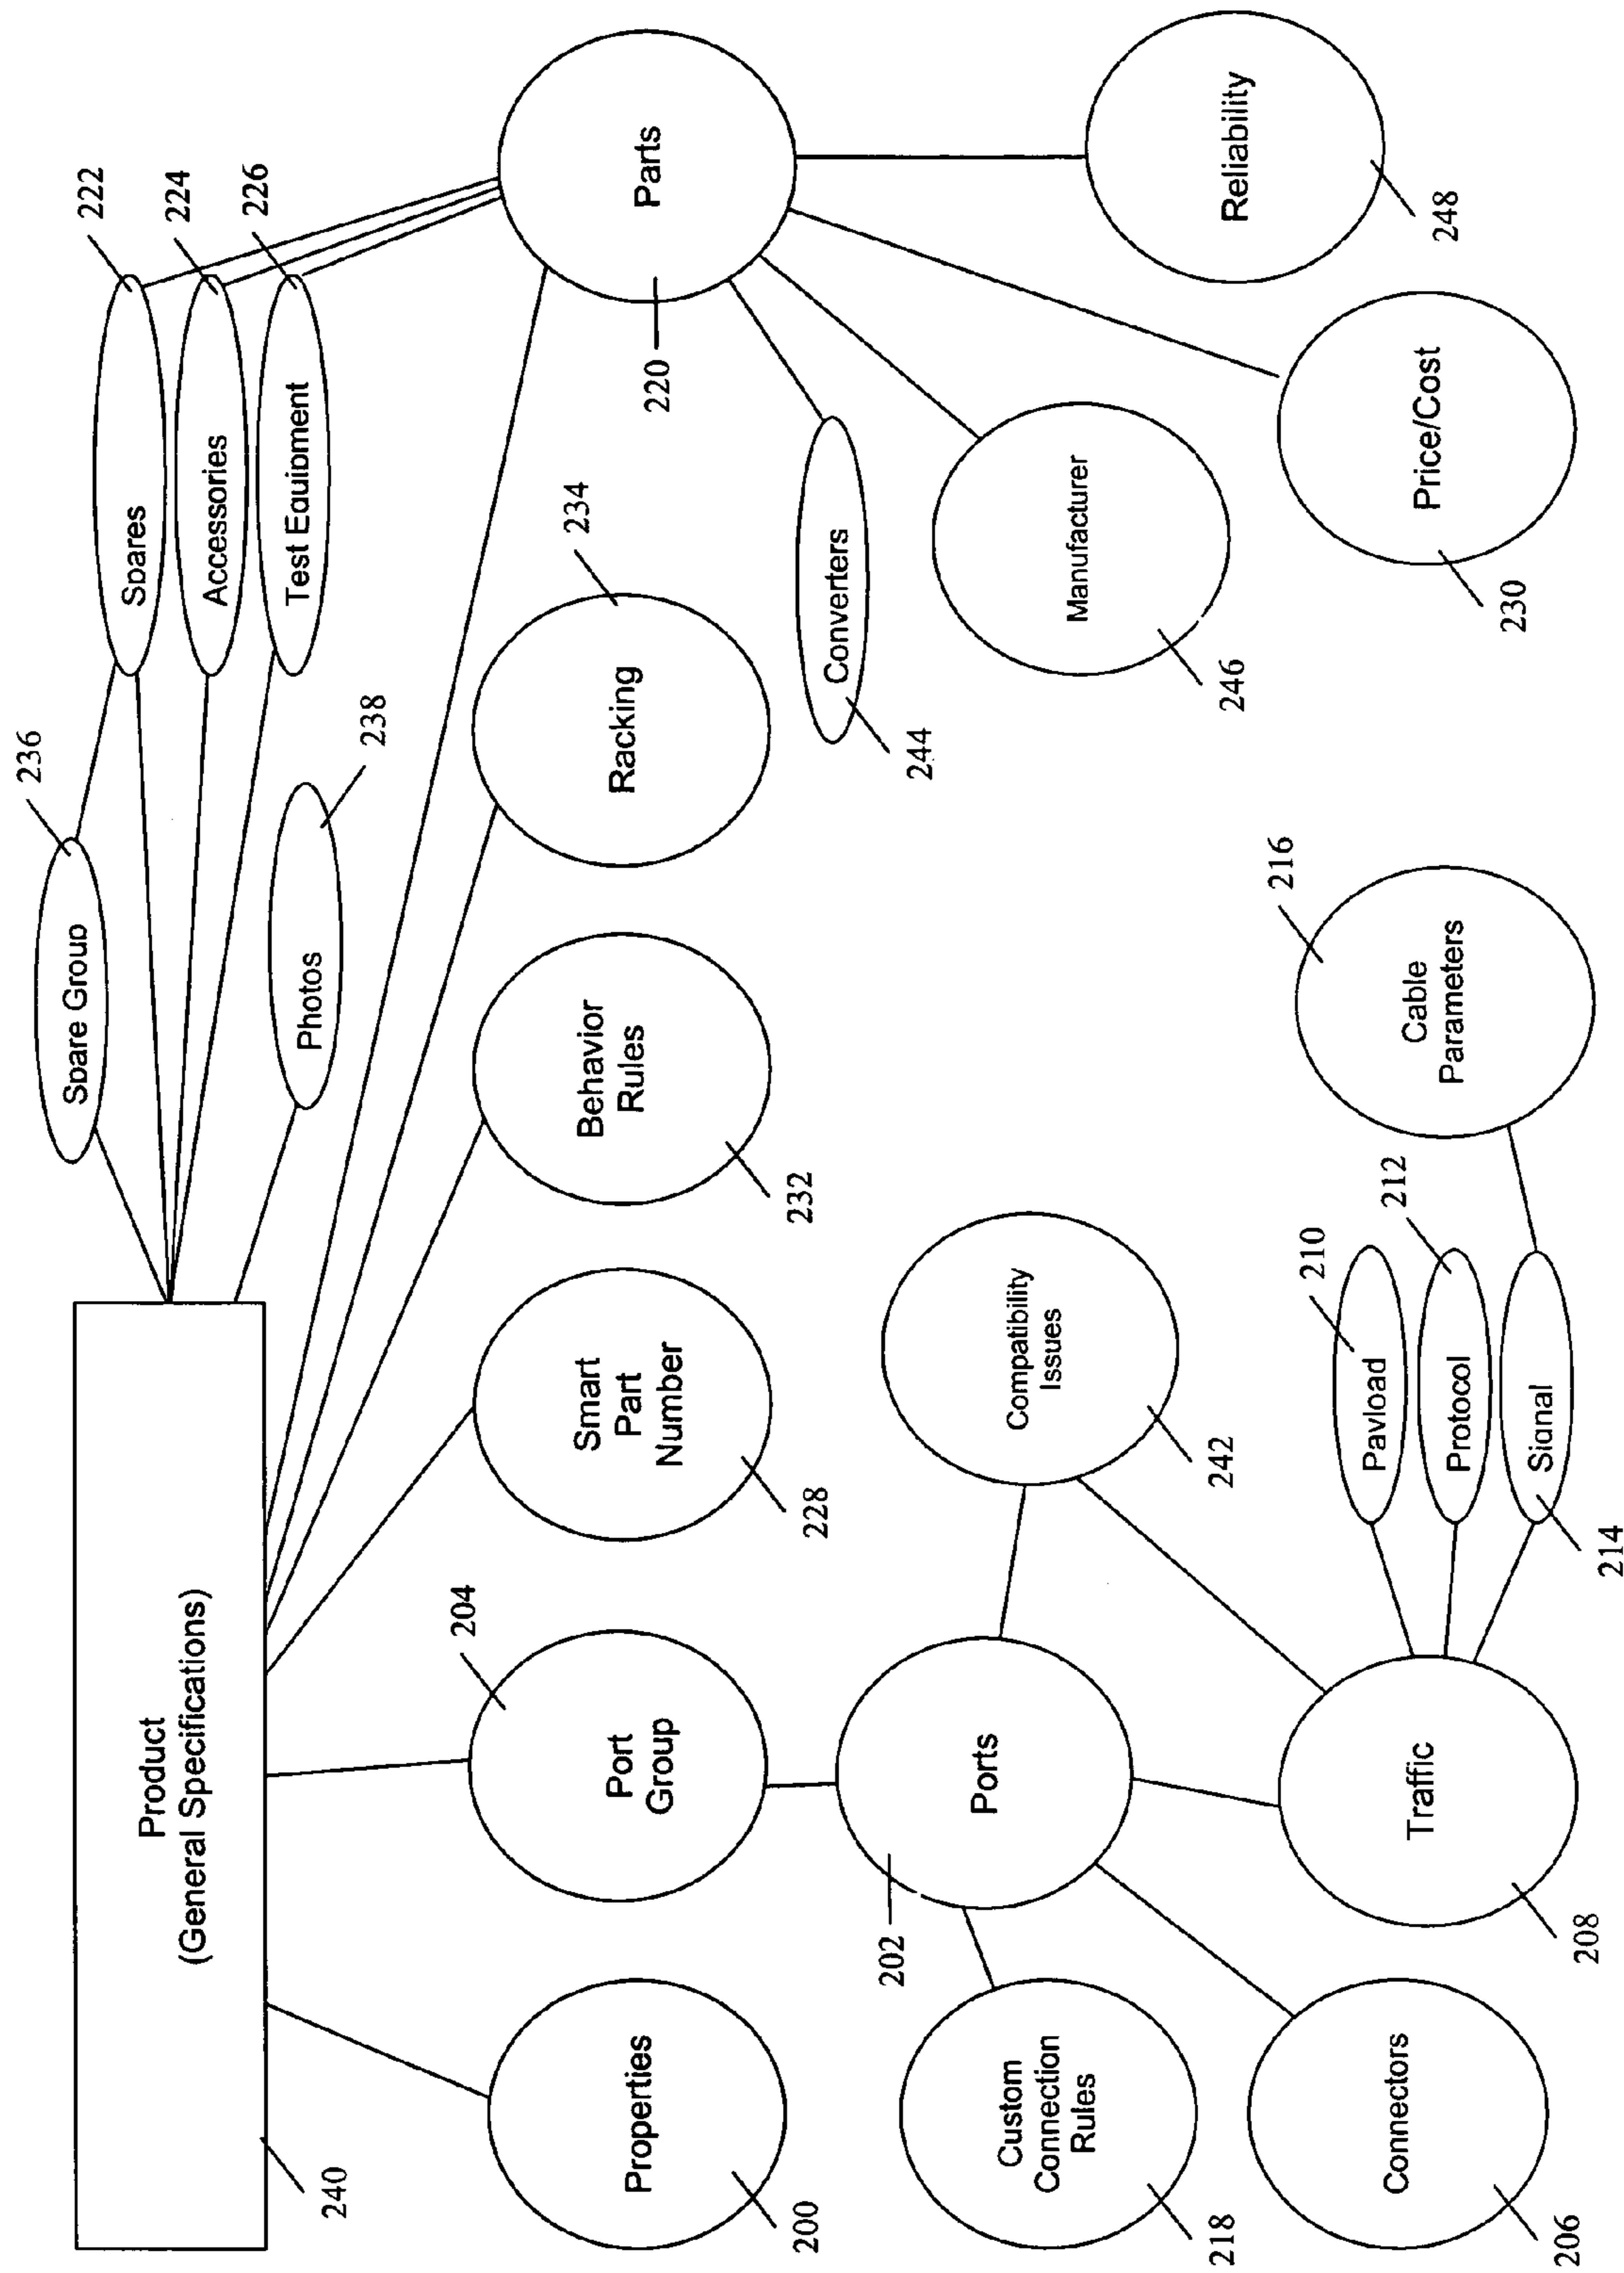 236
Spare Group
222
Spares
224
Accessories
226
Test Equipment
Product
(General Specifications)
240
Photos
238
Properties
200
204
Port
Group
Smart
Part
Number
228
Behavior
Rules
232
234
Racking
Parts
220
202
Ports
Custom
Connection
Rules
218
Compatibility
Issues
242
Converters
244
Manufacturer
246
Reliability
248
Price/Cost
230
Connectors
206
Traffic
208
210
Payload
212
Protocol
Signal
214
216
Cable
Parameters